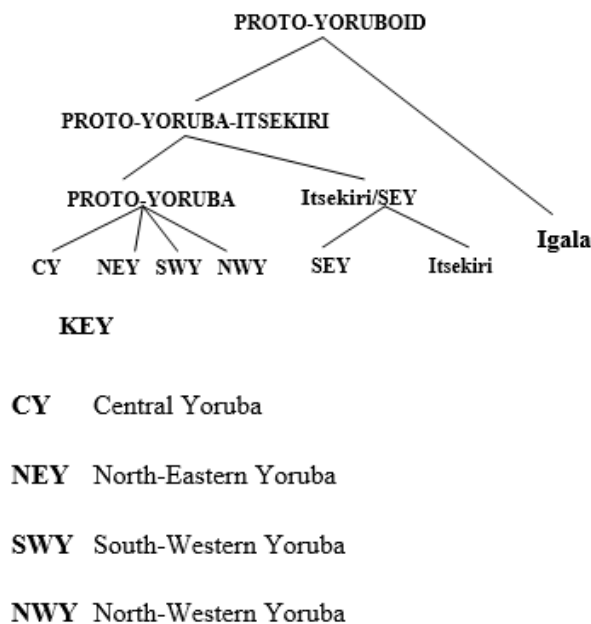 PROTO-YORUBOID
PROTO-YORUBA-ITSEKIRI
PROTO-YORUBA Itsekiri/SEY
Igala
CY NEY SWY NWY SEY Itsekiri
KEY
CY Central Yoruba
NEY North-Eastern Yoruba
SWY South-Western Yoruba
NWY North-Western Yoruba